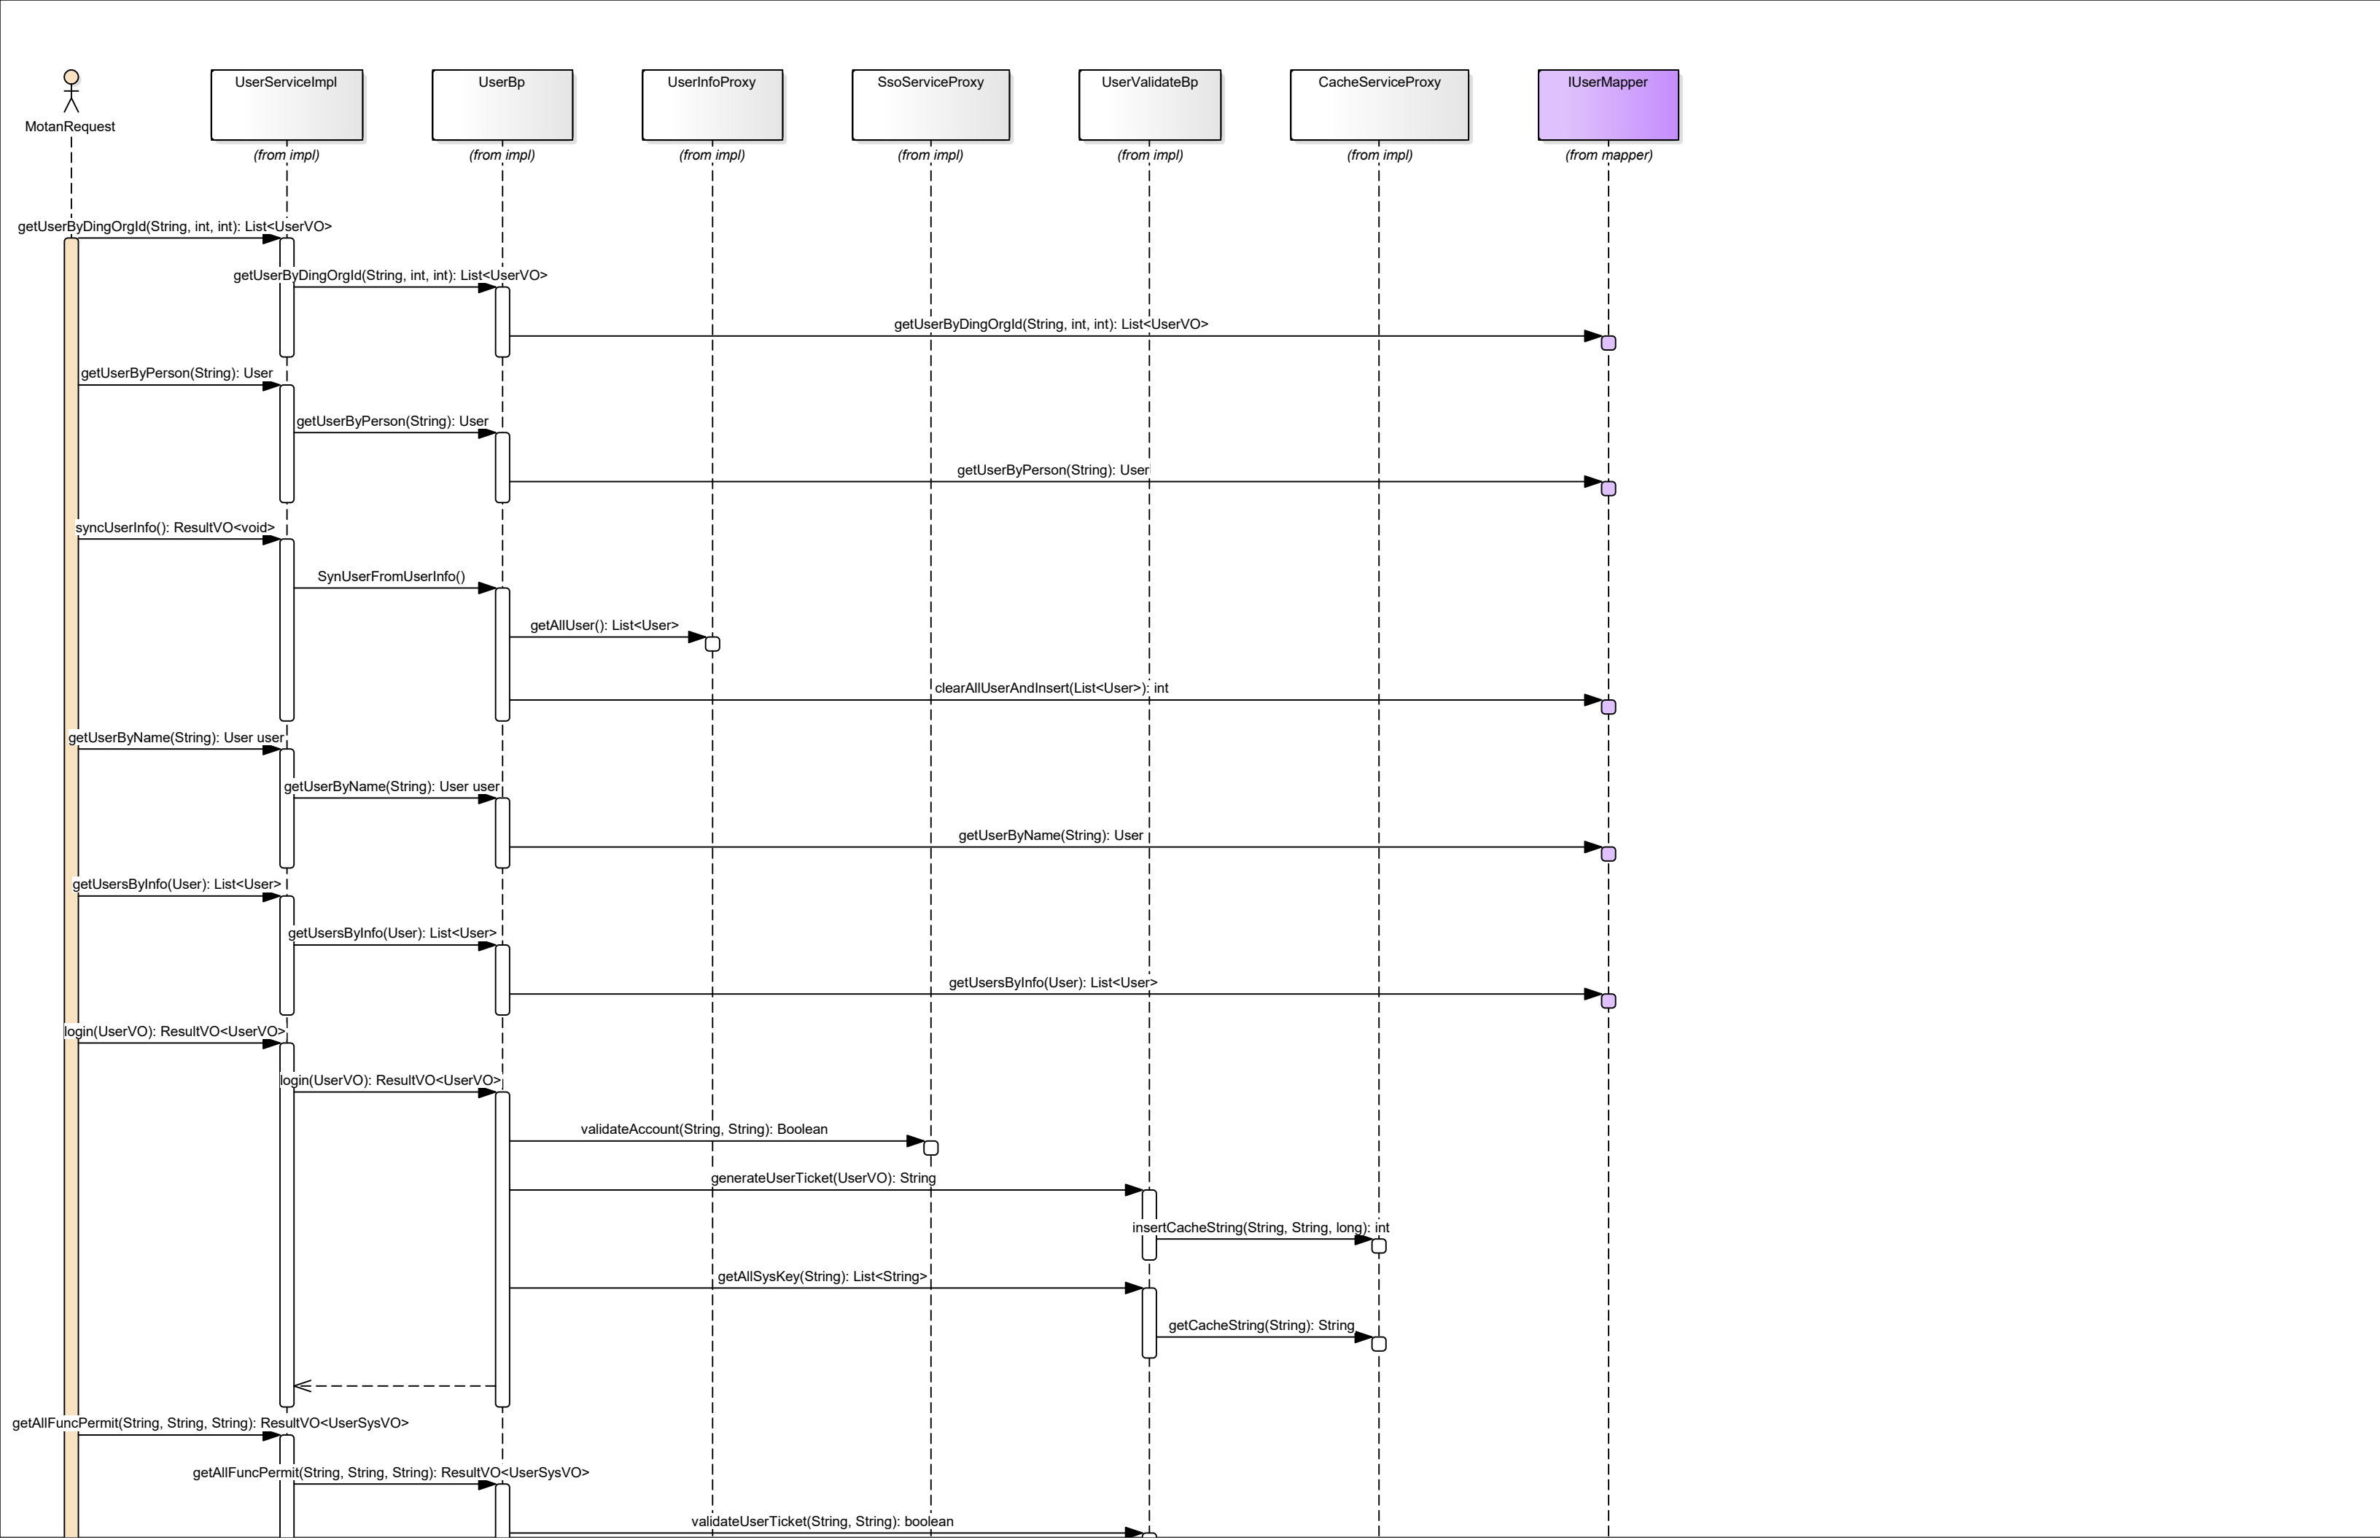 UserServiceImpl
UserBp
UserInfoProxy
SsoServiceProxy
UserValidateBp
CacheServiceProxy
IUserMapper
MotanRequest
(from impl)
(from impl)
(from impl)
(from impl)
(from impl)
(from impl)
(from mapper)
getUserByDingOrgId(String, int, int): List<UserVO>
getUserByDingOrgId(String, int, int): List<UserVO>
getUserByDingOrgId(String, int, int): List<UserVO>
getUserByPerson(String): User
getUserByPerson(String): User
getUserByPerson(String): User
syncUserInfo(): ResultVO<void>
SynUserFromUserInfo()
getAllUser(): List<User>
clearAllUserAndInsert(List<User>): int
getUserByName(String): User user
getUserByName(String): User user
getUserByName(String): User
getUsersByInfo(User): List<User>
getUsersByInfo(User): List<User>
getUsersByInfo(User): List<User>
login(UserVO): ResultVO<UserVO>
login(UserVO): ResultVO<UserVO>
validateAccount(String, String): Boolean
generateUserTicket(UserVO): String
insertCacheString(String, String, long): int
getAllSysKey(String): List<String>
getCacheString(String): String
getAllFuncPermit(String, String, String): ResultVO<UserSysVO>
getAllFuncPermit(String, String, String): ResultVO<UserSysVO>
validateUserTicket(String, String): boolean